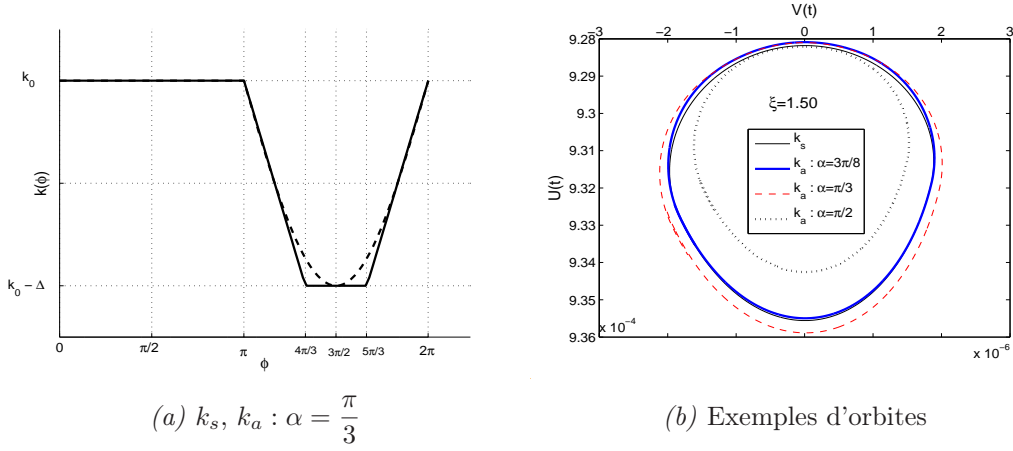 k₀
k(ϕ)
k₀ − Δ
0
π/2
π
4π/3
3π/2
5π/3
2π
ϕ
(a) kₛ, kₐ : α = π/3
V(t)
−3
−2
−1
0
1
2
3
9.28
9.29
9.3
9.31
9.32
9.33
9.34
9.35
9.36
U(t)
ξ=1.50
kₛ
kₐ : α=3π/8
kₐ : α=π/3
kₐ : α=π/2
x 10⁻⁴
x 10⁻⁶
(b) Exemples d'orbites